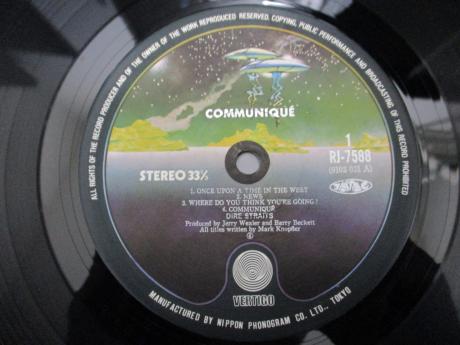 ALL RIGHTS OF THE RECORD PRODUCER AND OF THE OWNER OF THE WORK REPRODUCED RESERVED. COPYING, PUBLIC PERFORMANCE AND BROADCASTING OF THIS RECORD PROHIBITED
COMMUNIQUÉ
1
STEREO 33⅓
RJ-7588
(9102 031 A)
1. ONCE UPON A TIME IN THE WEST
2. NEWS
3. WHERE DO YOU THINK YOU'RE GOING?
4. COMMUNIQUÉ
DIRE STRAITS
Produced by Jerry Wexler and Barry Beckett
All titles written by Mark Knopfler
VERTIGO
MANUFACTURED BY NIPPON PHONOGRAM CO. LTD., TOKYO